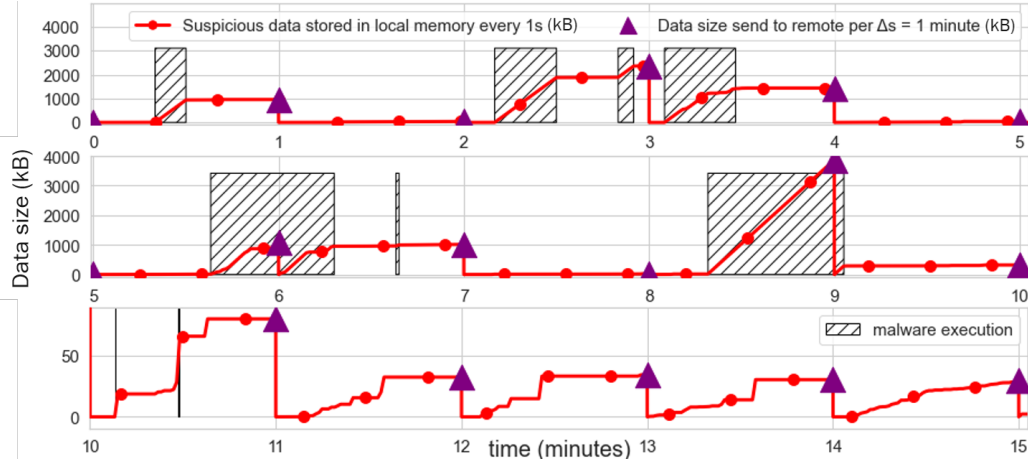 Suspicious data stored in local memory every 1s (kB)
Data size send to remote per Δs = 1 minute (kB)
4000
3000
2000
1000
0
0 1 2 3 4 5
Data size (kB)
4000
3000
2000
1000
0
5 6 7 8 9 10
malware execution
50
0
10 11 12 13 14 15
time (minutes)